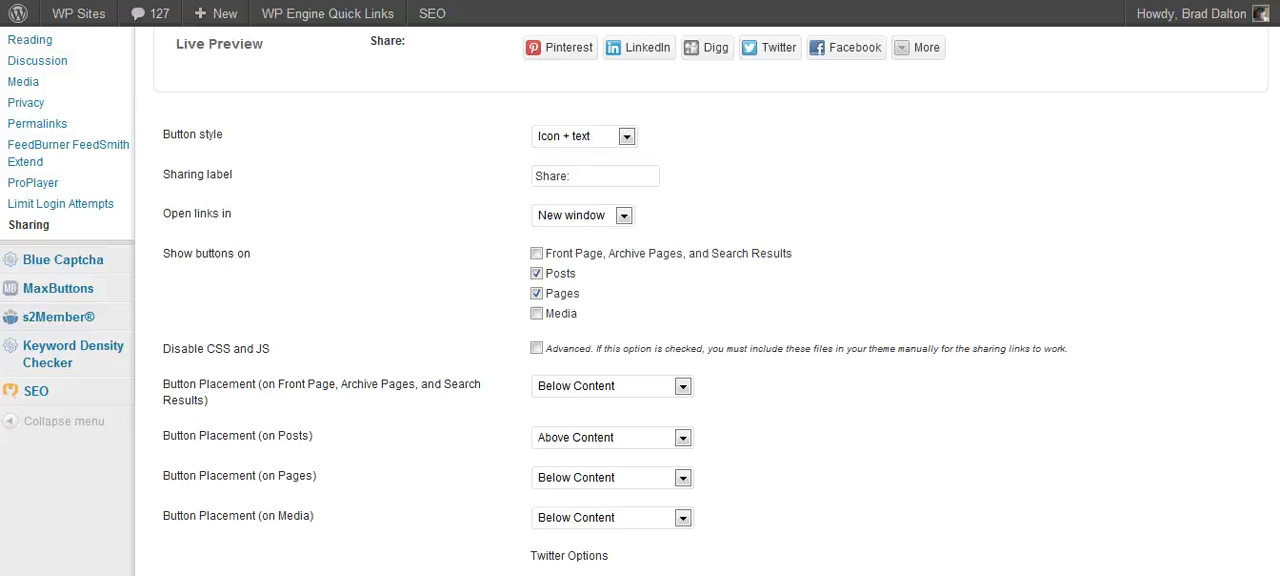 WP Sites 127 New WP Engine Quick Links SEO Howdy, Brad Dalton
Reading
Discussion
Media
Privacy
Permalinks
FeedBurner FeedSmith
Extend
ProPlayer
Limit Login Attempts
Sharing
Blue Captcha
MB MaxButtons
s2Member®
Keyword Density
Checker
SEO
Collapse menu
Live Preview Share: Pinterest LinkedIn Digg Twitter Facebook More
Button style Icon + text
Sharing label Share:
Open links in New window
Show buttons on Front Page, Archive Pages, and Search Results
Posts
Pages
Media
Disable CSS and JS Advanced. If this option is checked, you must include these files in your theme manually for the sharing links to work.
Button Placement (on Front Page, Archive Pages, and Search
Results) Below Content
Button Placement (on Posts) Above Content
Button Placement (on Pages) Below Content
Button Placement (on Media) Below Content
Twitter Options